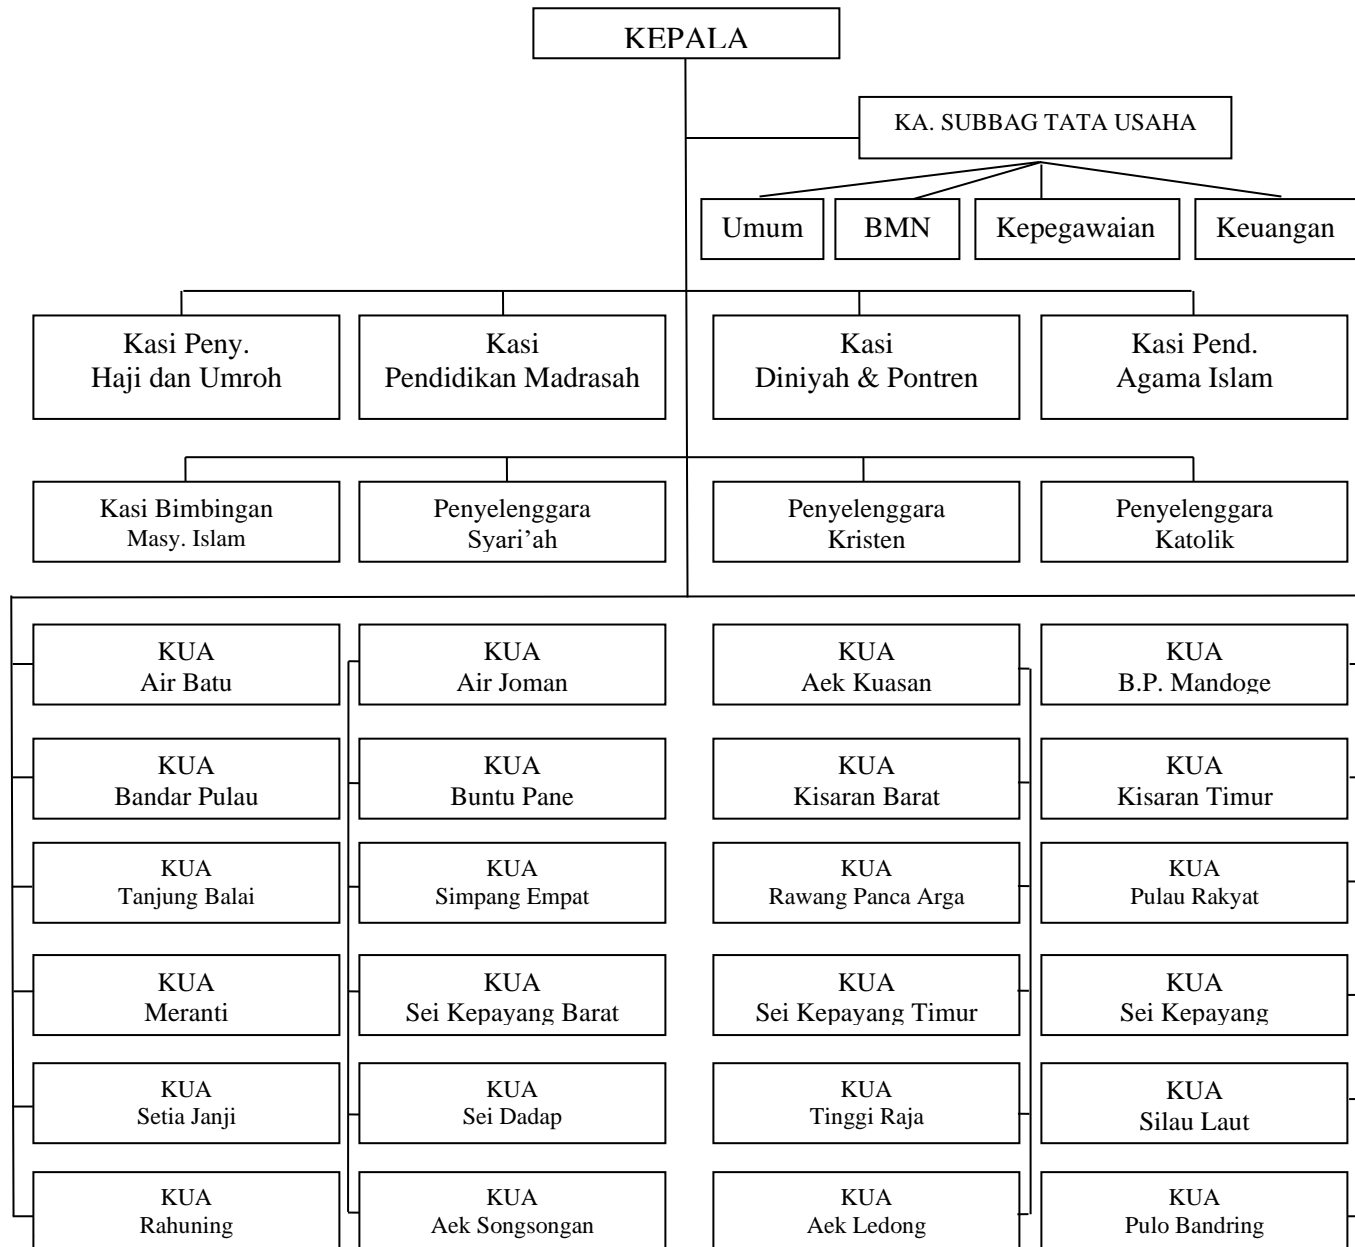 KEPALA
KA. SUBBAG TATA USAHA
Umum
BMN
Kepegawaian
Keuangan
Kasi Peny.
Haji dan Umroh
Kasi
Pendidikan Madrasah
Kasi
Diniyah & Pontren
Kasi Pend.
Agama Islam
Kasi Bimbingan
Masy. Islam
Penyelenggara
Syari’ah
Penyelenggara
Kristen
Penyelenggara
Katolik
KUA
Air Batu
KUA
Air Joman
KUA
Aek Kuasan
KUA
B.P. Mandoge
KUA
Bandar Pulau
KUA
Buntu Pane
KUA
Kisaran Barat
KUA
Kisaran Timur
KUA
Tanjung Balai
KUA
Simpang Empat
KUA
Rawang Panca Arga
KUA
Pulau Rakyat
KUA
Meranti
KUA
Sei Kepayang Barat
KUA
Sei Kepayang Timur
KUA
Sei Kepayang
KUA
Setia Janji
KUA
Sei Dadap
KUA
Tinggi Raja
KUA
Silau Laut
KUA
Rahuning
KUA
Aek Songsongan
KUA
Aek Ledong
KUA
Pulo Bandring